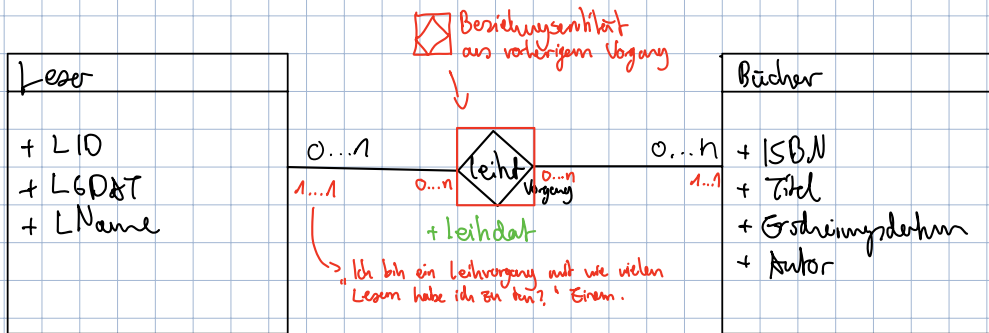 Beziehungsentität
aus vorherigem Vorgang
Leser
Bücher
+ LID
+ LGDAT
+ LName
0...1
1...1
0...n
leiht
Vorgang
0...n
0...n
1...1
+ leihdat
+ ISBN
+ Titel
+ Erscheinungsdatum
+ Autor
"Ich bin ein Leihvorgang mit wie vielen
Lesern habe ich zu tun?" Einem.